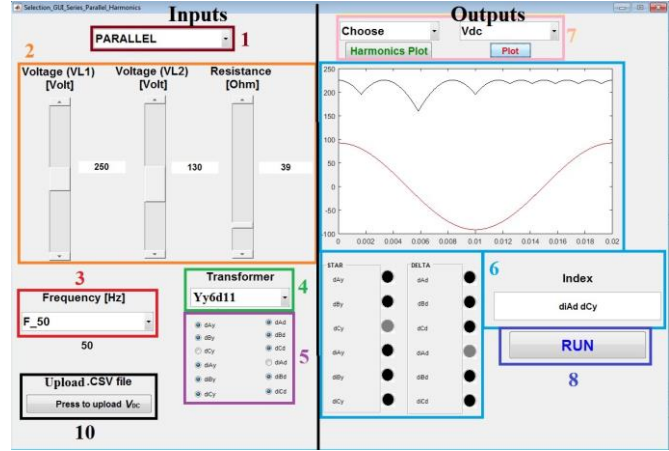 Selection_GUI_Series_Parallel_Harmonics
Inputs
Outputs
PARALLEL
1
Choose
Vdc
7
Harmonics Plot
Plot
2
Voltage (VL1)
[Volt]
Voltage (VL2)
[Volt]
Resistance
[Ohm]
250
130
39
250
200
150
100
50
0
-50
-100
0
0.002
0.004
0.006
0.008
0.01
0.012
0.014
0.016
0.018
0.02
3
Frequency [Hz]
F_50
50
Transformer
Yy6d11
4
dAy
dBy
dCy
diAy
diBy
diCy
dAd
dBd
dCd
diAd
diBd
diCd
5
STAR
dAy
dBy
dCy
diAy
diBy
diCy
DELTA
dAd
dBd
dCd
diAd
diBd
diCd
6
Index
diAd dCy
RUN
8
Upload .CSV file
Press to upload VDC
10